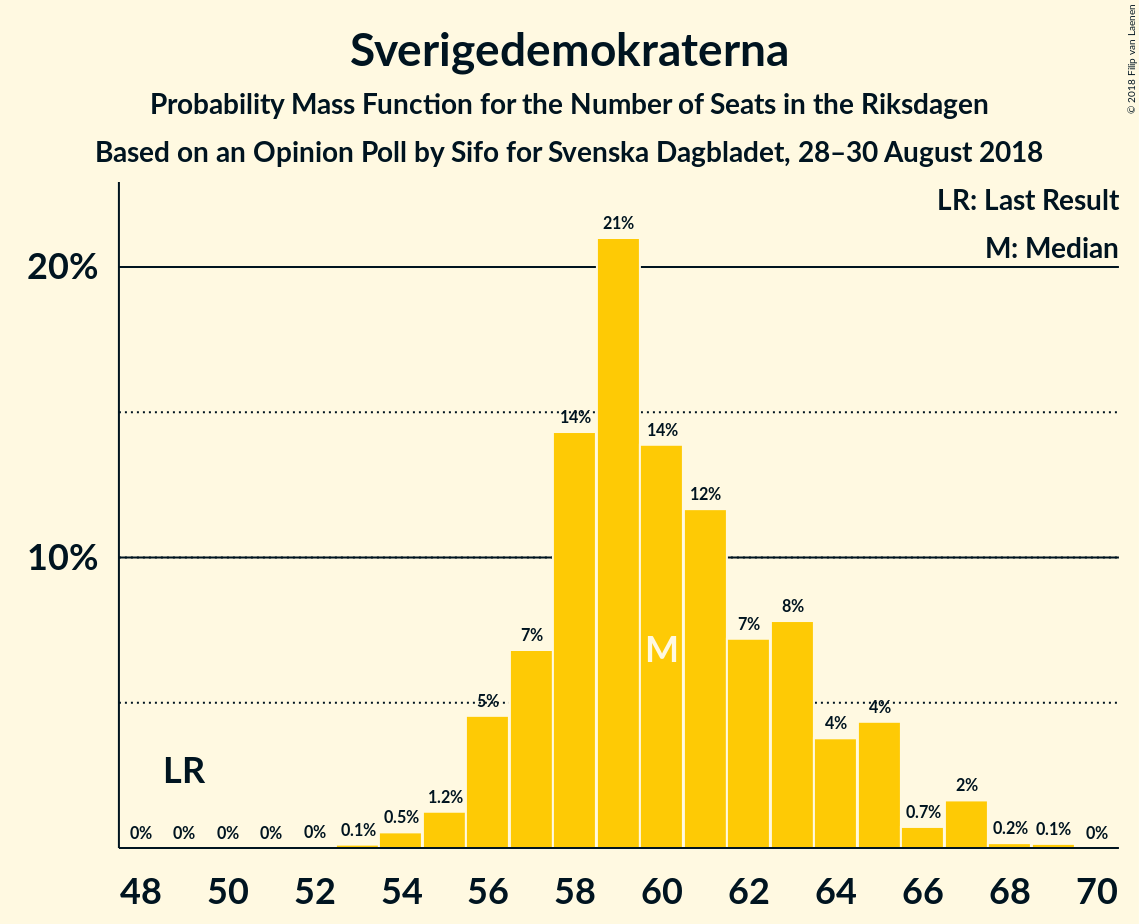 Sverigedemokraterna
Probability Mass Function for the Number of Seats in the Riksdagen
Based on an Opinion Poll by Sifo for Svenska Dagbladet, 28–30 August 2018
© 2018 Filip van Laenen
LR: Last Result
M: Median
20%
10%
0% 0% 0% 0% 0% 0.1% 0.5% 1.2% 5% 7% 14% 21% 14% 12% 7% 8% 4% 4% 0.7% 2% 0.2% 0.1% 0%
LR
M
48 50 52 54 56 58 60 62 64 66 68 70